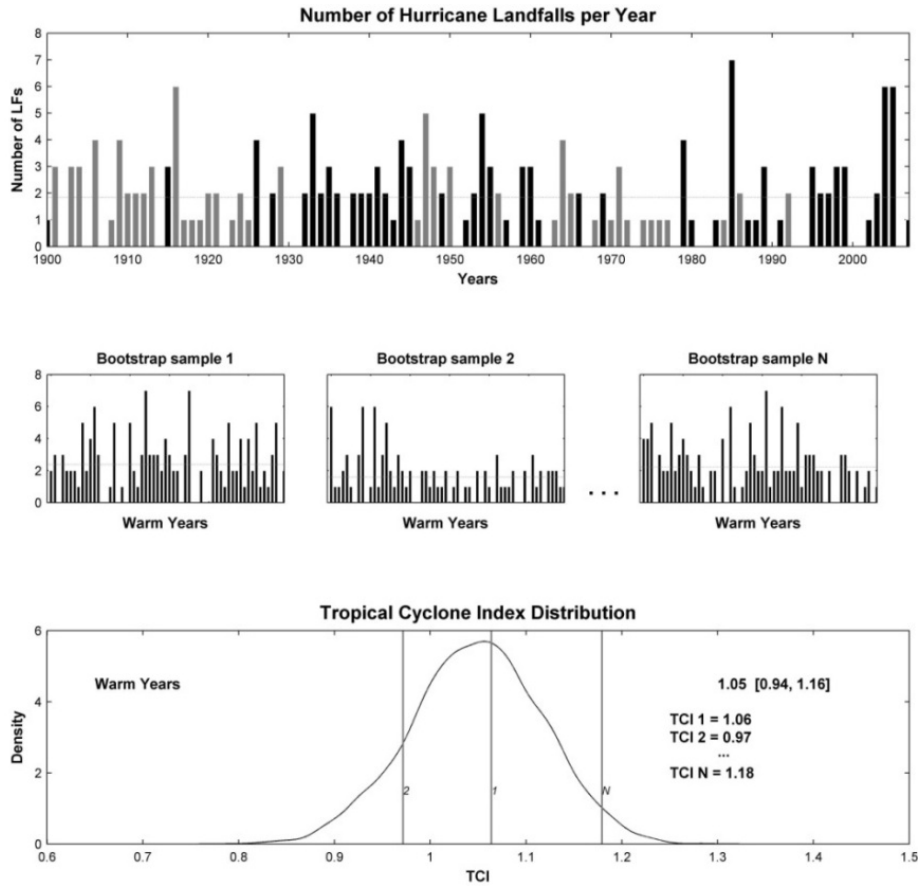 Number of Hurricane Landfalls per Year
8
7
6
5
4
3
2
1
0
Number of LFs
1900 1910 1920 1930 1940 1950 1960 1970 1980 1990 2000
Years
Bootstrap sample 1 Bootstrap sample 2 Bootstrap sample N
8
6
4
2
0
. . .
Warm Years Warm Years Warm Years
Tropical Cyclone Index Distribution
6
4
2
0
Density
Warm Years
1.05 [0.94, 1.16]
TCI 1 = 1.06
TCI 2 = 0.97
...
TCI N = 1.18
2 1 N
0.6 0.7 0.8 0.9 1 1.1 1.2 1.3 1.4 1.5
TCI